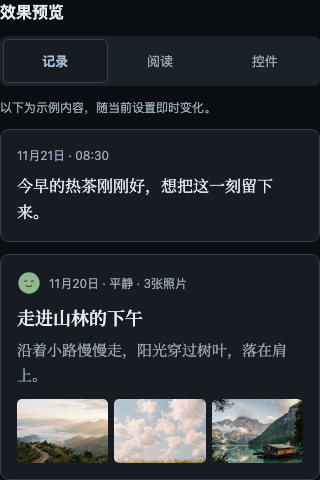 效果预览
记录
阅读
控件
以下为示例内容，随当前设置即时变化。
11月21日 · 08:30
今早的热茶刚刚好，想把这一刻留下
来。
11月20日 · 平静 · 3张照片
走进山林的下午
沿着小路慢慢走，阳光穿过树叶，落在肩
上。